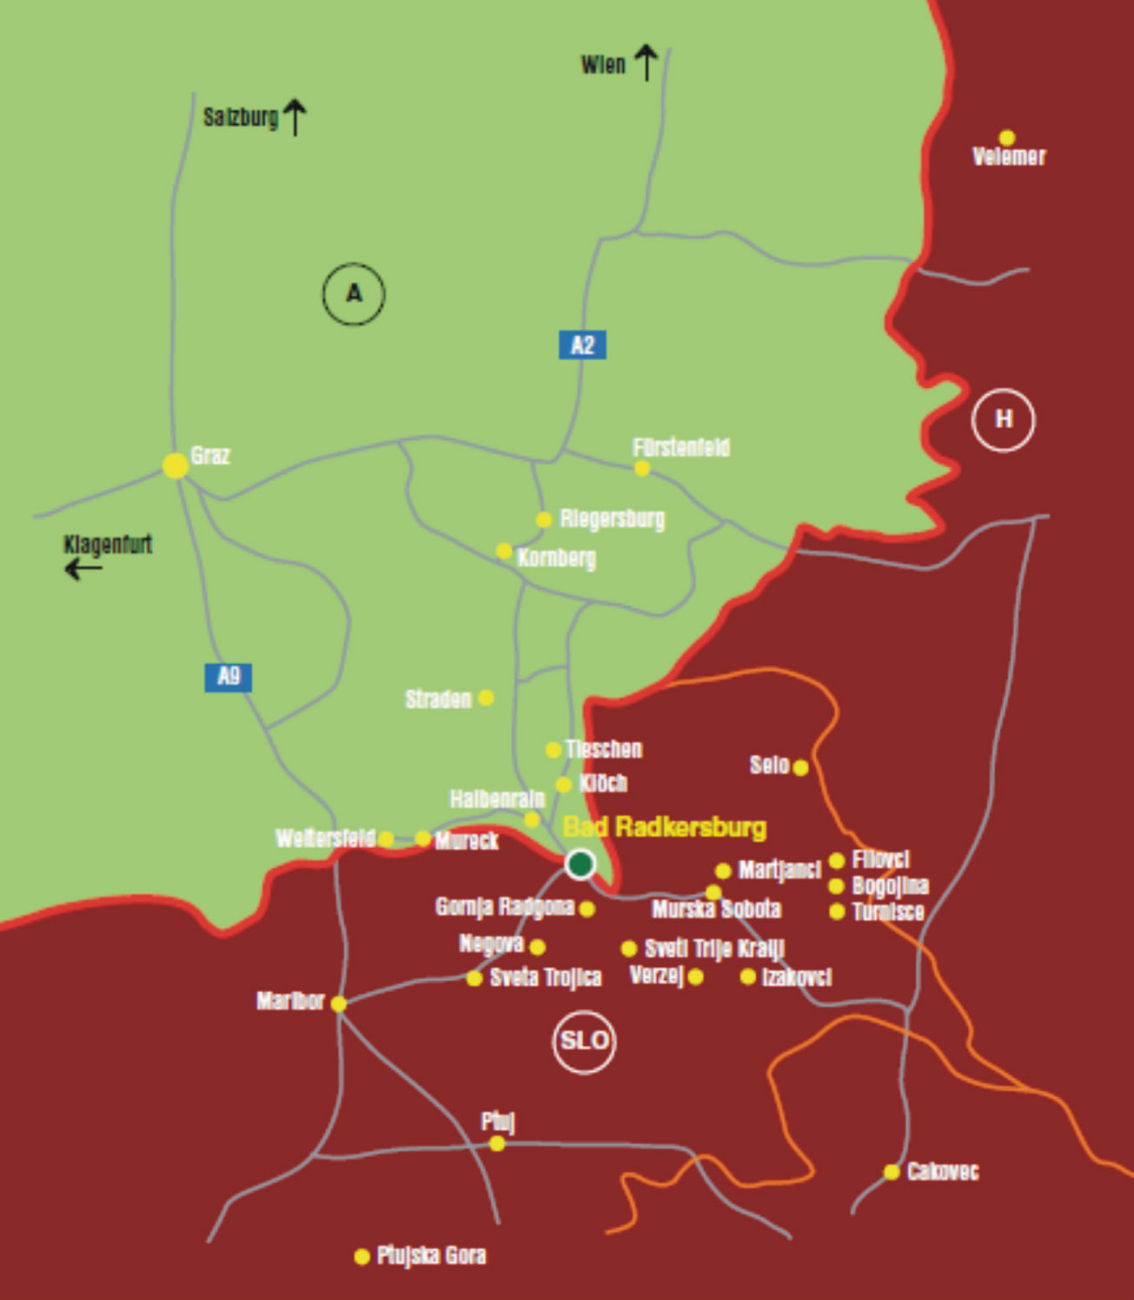 Wien
Salzburg
Velemer
A
A2
H
Fürstenfeld
Graz
Riegersburg
Klagenfurt
Kornberg
A9
Straden
Tieschen
Selo
Klöch
Halbenrain
Bad Radkersburg
Weitersfeld
Mureck
Filovci
Martjanci
Bogojina
Gornja Radgona
Murska Sobota
Turnisce
Negova
Sveti Trije Kralji
Sveta Trojica
Verzej
Izakovci
Maribor
SLO
Ptuj
Cakovec
Ptujska Gora